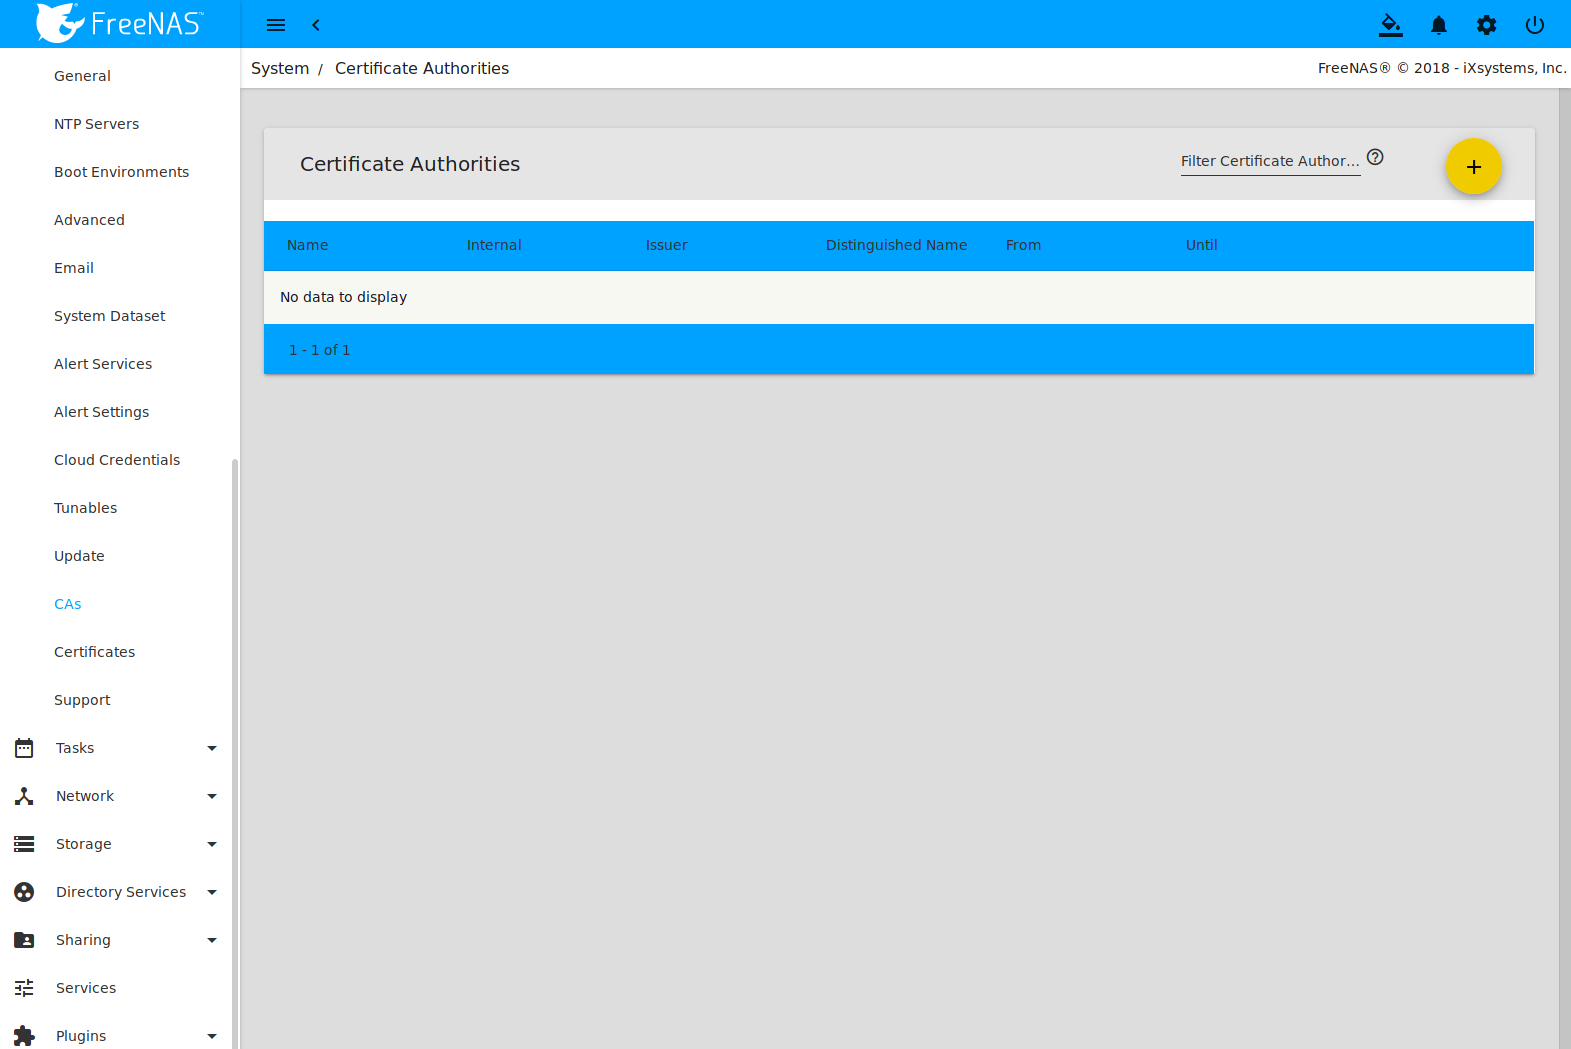 FreeNAS™
System / Certificate Authorities
FreeNAS® © 2018 - iXsystems, Inc.
General
NTP Servers
Boot Environments
Advanced
Email
System Dataset
Alert Services
Alert Settings
Cloud Credentials
Tunables
Update
CAs
Certificates
Support
Tasks
Network
Storage
Directory Services
Sharing
Services
Plugins
Certificate Authorities
Filter Certificate Author...
Name Internal Issuer Distinguished Name From Until
No data to display
1 - 1 of 1